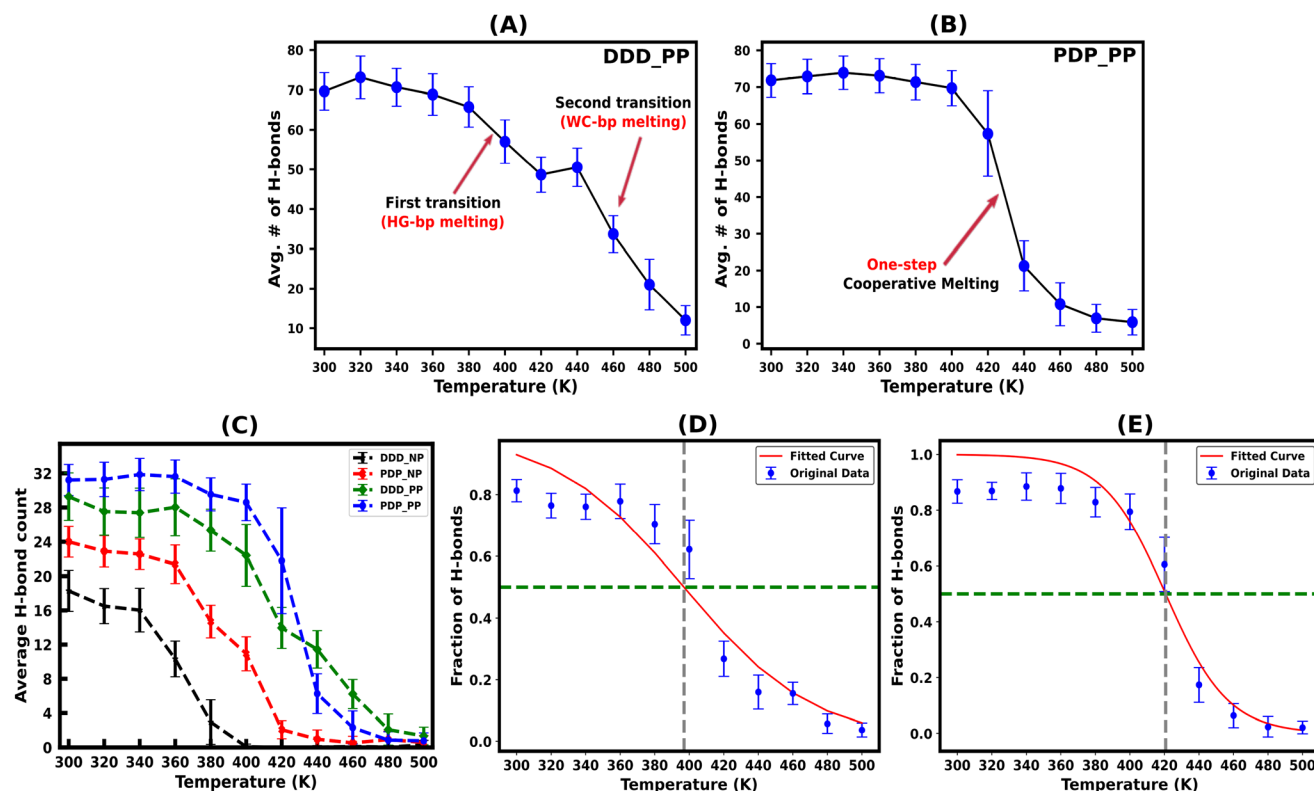 (A)
DDD_PP
Avg. # of H-bonds
80
70
60
50
40
30
20
10
First transition
(HG-bp melting)
Second transition
(WC-bp melting)
300 320 340 360 380 400 420 440 460 480 500
Temperature (K)
(B)
PDP_PP
Avg. # of H-bonds
80
70
60
50
40
30
20
10
0
One-step
Cooperative Melting
300 320 340 360 380 400 420 440 460 480 500
Temperature (K)
(C)
Average H-bond count
32
28
24
20
16
12
8
4
0
DDD_NP
PDP_NP
DDD_PP
PDP_PP
300 320 340 360 380 400 420 440 460 480 500
Temperature (K)
(D)
Fraction of H-bonds
0.8
0.6
0.4
0.2
0.0
Fitted Curve
Original Data
300 320 340 360 380 400 420 440 460 480 500
Temperature (K)
(E)
Fraction of H-bonds
1.0
0.8
0.6
0.4
0.2
0.0
Fitted Curve
Original Data
300 320 340 360 380 400 420 440 460 480 500
Temperature (K)